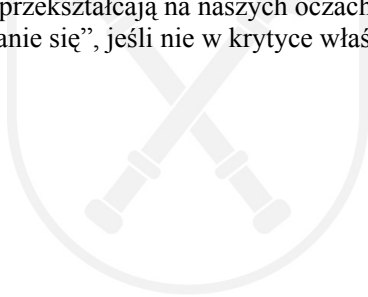 przekształcają na naszych oczach
anie się”, jeśli nie w krytyce właś